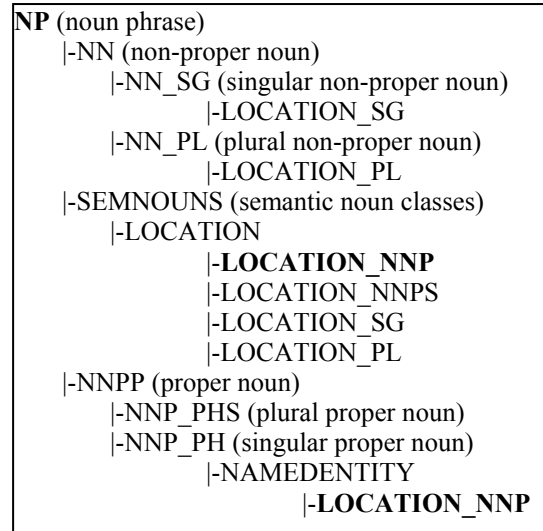 NP (noun phrase)
|-NN (non-proper noun)
|-NN_SG (singular non-proper noun)
|-LOCATION_SG
|-NN_PL (plural non-proper noun)
|-LOCATION_PL
|-SEMNOUNS (semantic noun classes)
|-LOCATION
|-LOCATION_NNP
|-LOCATION_NNPS
|-LOCATION_SG
|-LOCATION_PL
|-NNPP (proper noun)
|-NNP_PHS (plural proper noun)
|-NNP_PH (singular proper noun)
|-NAMEDENTITY
|-LOCATION_NNP